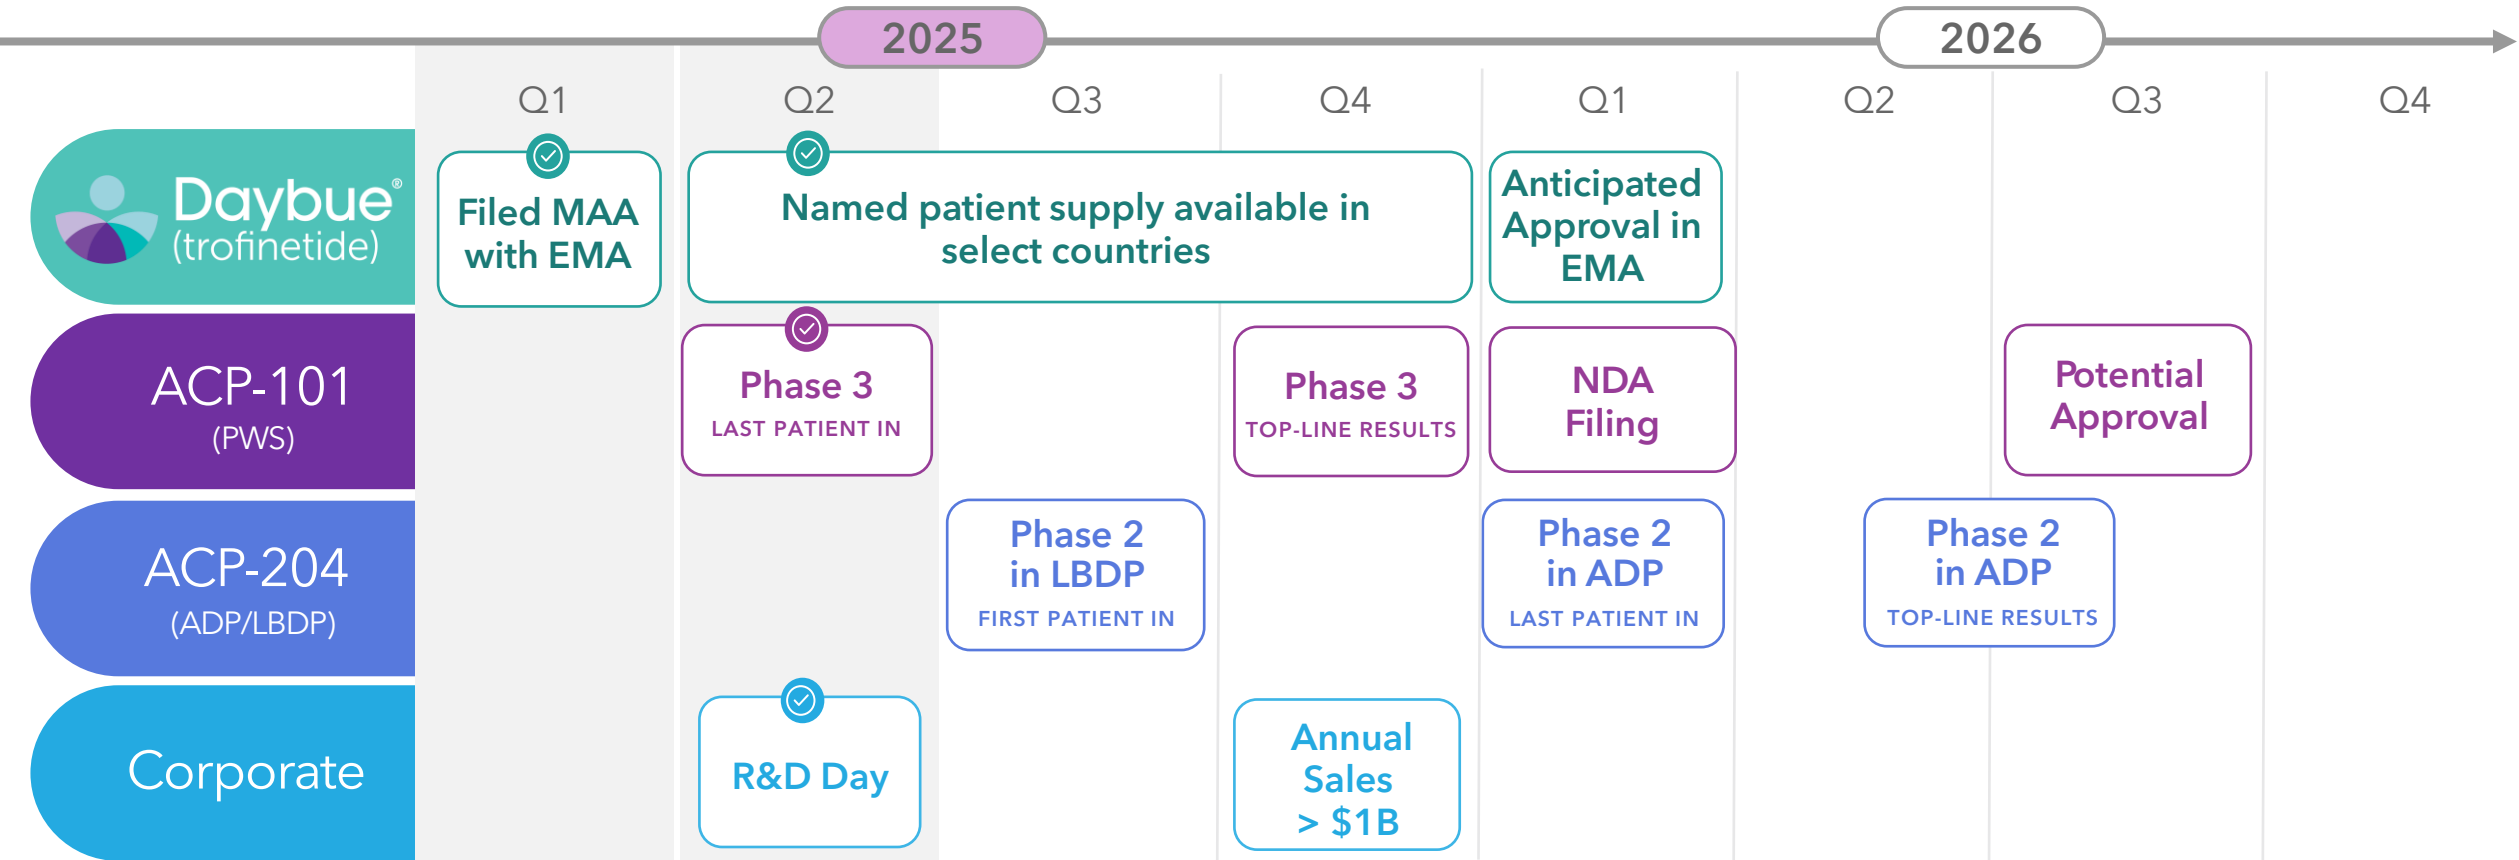 2025
2026
Q1
Q2
Q3
Q4
Q1
Q2
Q3
Q4
Daybue®
(trofinetide)
Filed MAA
with EMA
Named patient supply available in
select countries
Anticipated
Approval in
EMA
ACP-101
(PWS)
Phase 3
LAST PATIENT IN
Phase 3
TOP-LINE RESULTS
NDA
Filing
Potential
Approval
ACP-204
(ADP/LBDP)
Phase 2
in LBDP
FIRST PATIENT IN
Phase 2
in ADP
LAST PATIENT IN
Phase 2
in ADP
TOP-LINE RESULTS
Corporate
R&D Day
Annual
Sales
> $1B